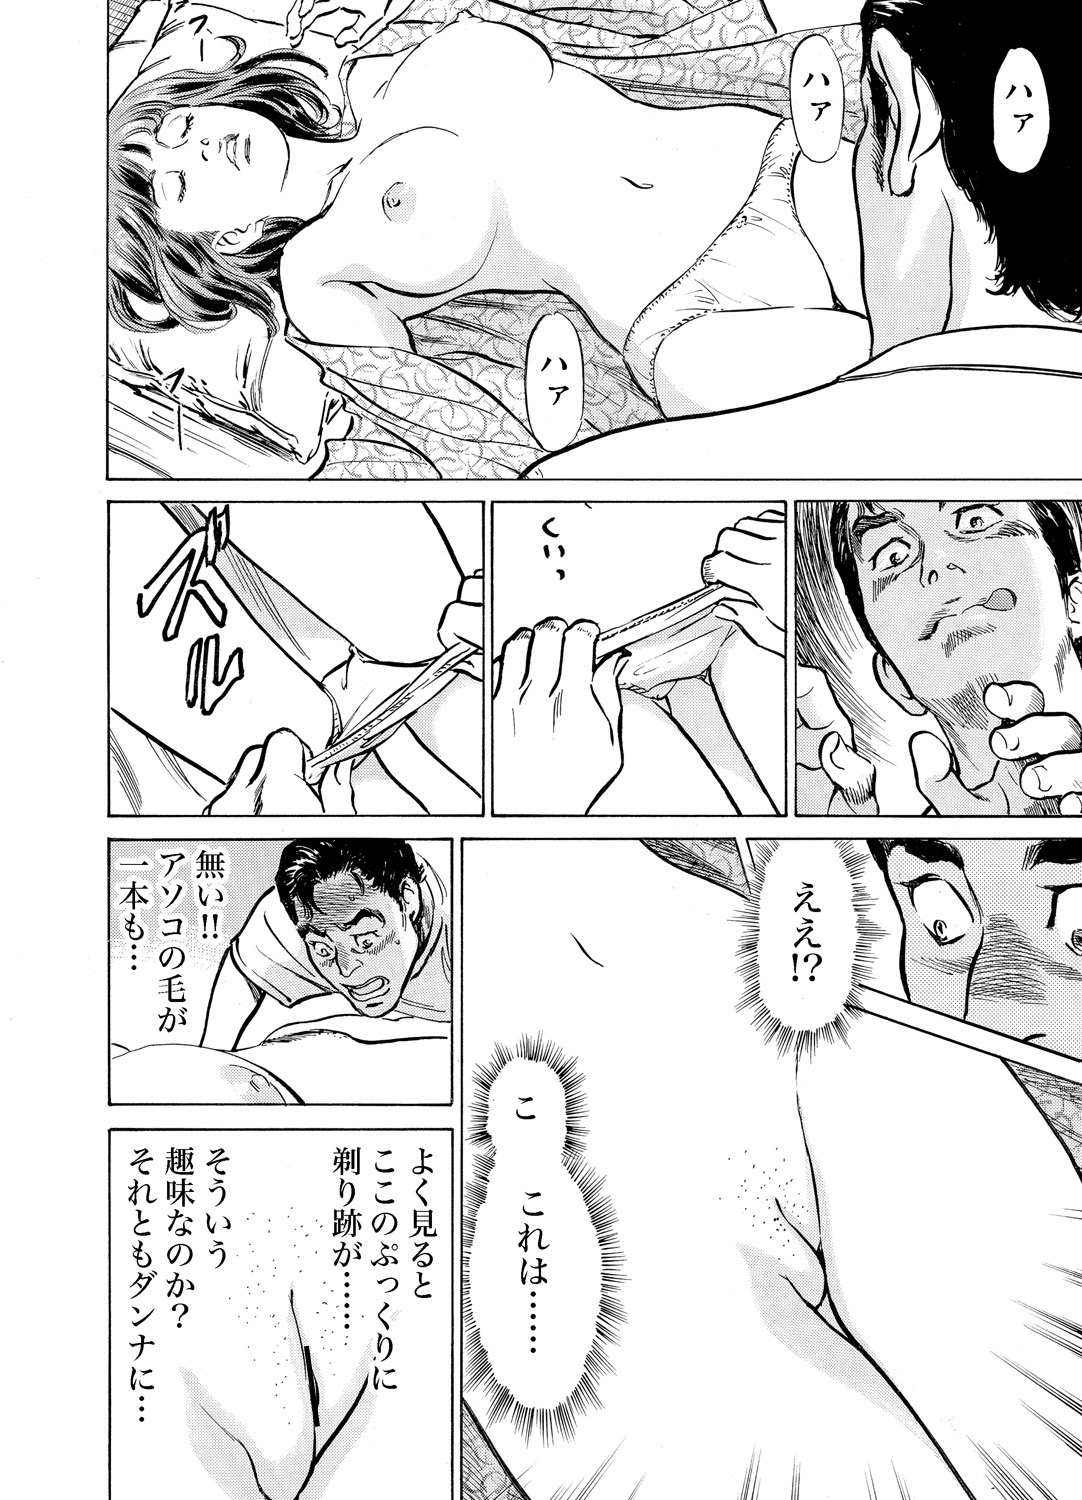 ハァ
ハァ
ハァ
ぐいっ
ズル
ええ!?
こ
これは……
無い!!
アソコの毛が
一本も…
よく見ると
ここのぷっくりに
剃り跡が……
そういう
趣味なのか?
それともダンナに…